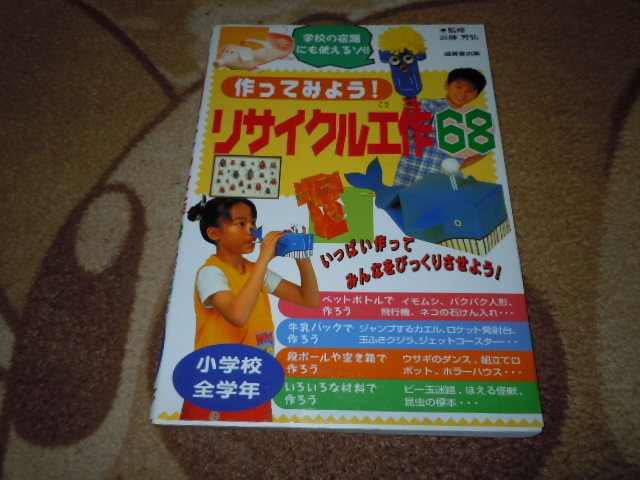 学校の宿題
にも使えるゾ!!
●監修
近藤 芳弘
成美堂出版
作ってみよう!
リサイクル工作68
こう
いっぱい作って
みんなをびっくりさせよう!
ペットボトルで
作ろう
イモムシ、パクパク人形、
飛行機、ネコの石けん入れ・・・
牛乳パックで
作ろう
ジャンプするカエル、ロケット発射台、
玉ふきクジラ、ジェットコースター・・・
段ボールや空き箱で
作ろう
ウサギのダンス、組立てロ
ボット、ホラーハウス・・・
いろいろな材料で
作ろう
ビー玉迷路、ほえる怪獣、
昆虫の標本・・・
小学校
全学年
Why